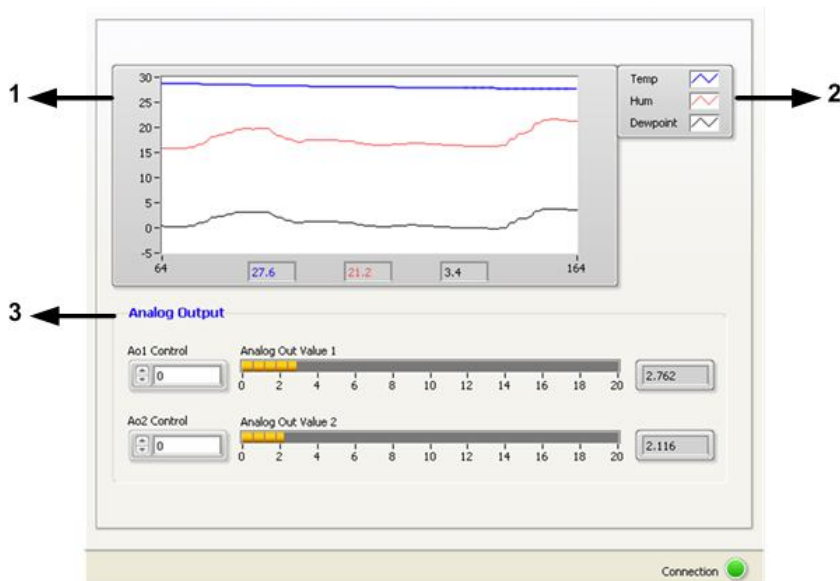 1
2
3
30
25
20
15
10
5
0
-5
64
164
27.6
21.2
3.4
Temp
Hum
Dewpoint
Analog Output
Ao1 Control
0
Analog Out Value 1
0 2 4 6 8 10 12 14 16 18 20
2.762
Ao2 Control
0
Analog Out Value 2
0 2 4 6 8 10 12 14 16 18 20
2.116
Connection